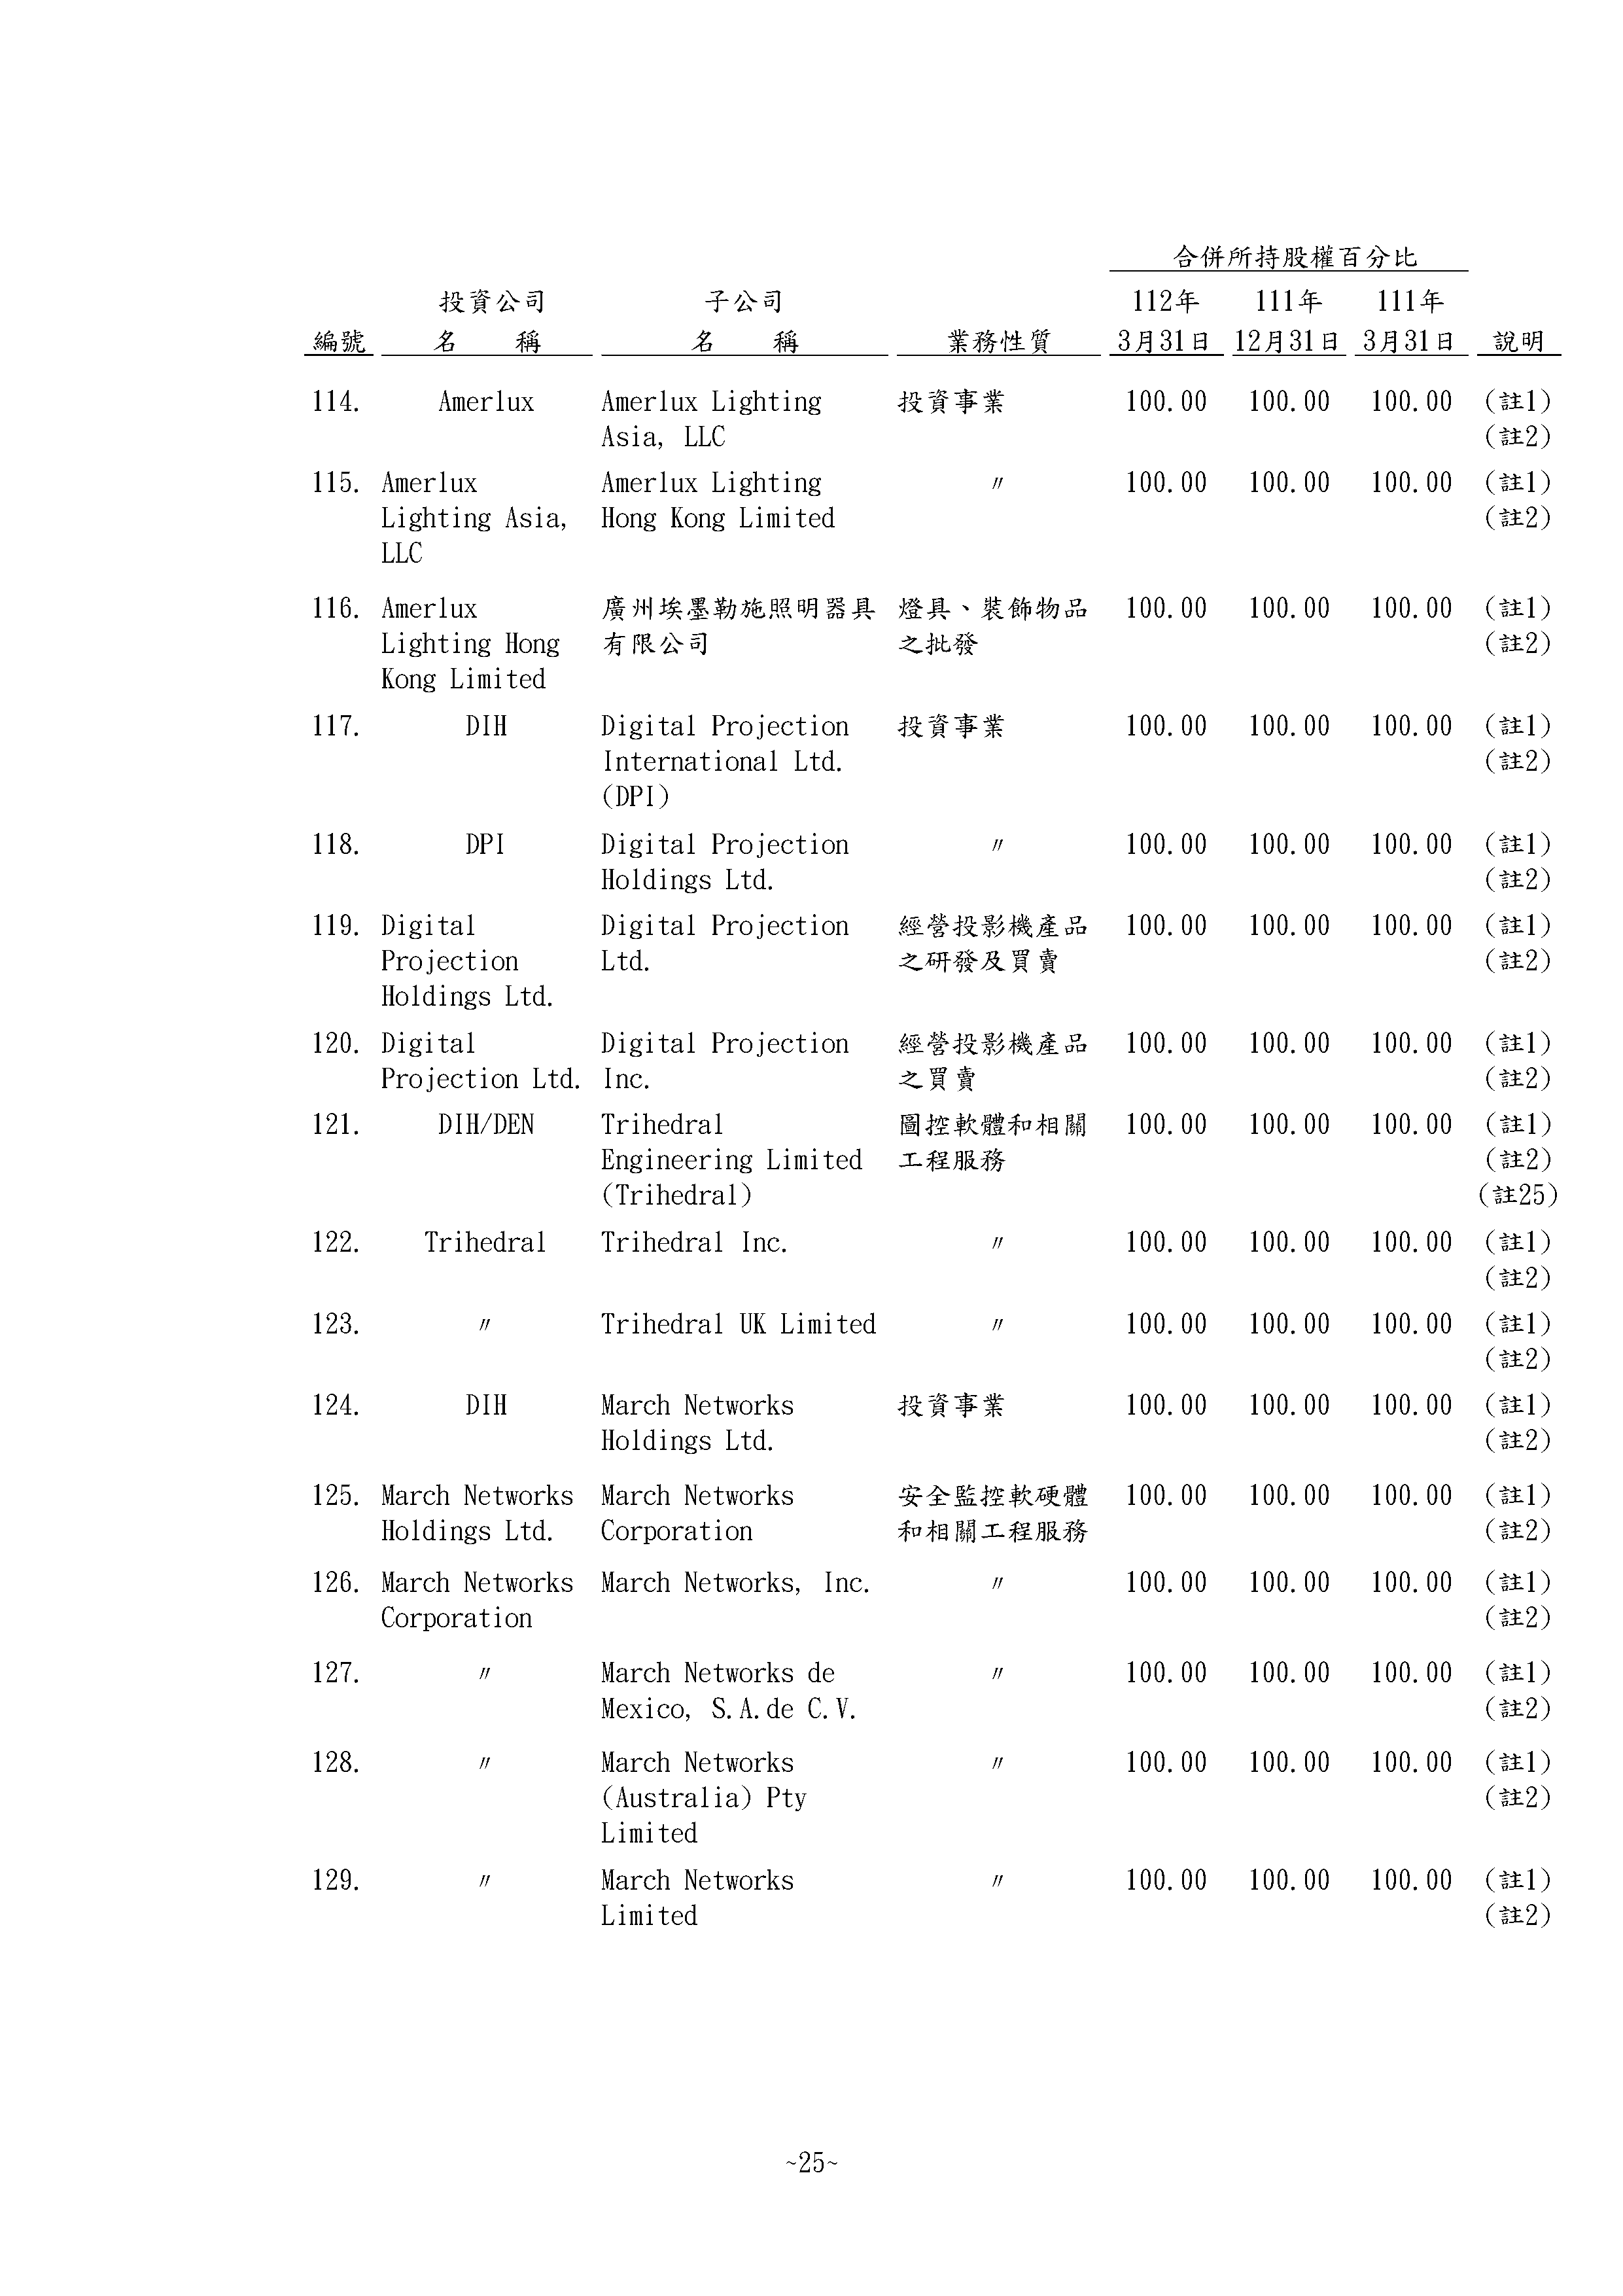 合併所持股權百分比
投資公司 子公司 112年 111年 111年
編號 名 稱 名 稱 業務性質 3月31日 12月31日 3月31日 說明
114. Amerlux Amerlux Lighting 投資事業 100.00 100.00 100.00 (註1)
Asia, LLC (註2)
115. Amerlux Amerlux Lighting 〃 100.00 100.00 100.00 (註1)
Lighting Asia, Hong Kong Limited (註2)
LLC
116. Amerlux 廣州埃墨勒施照明器具 燈具、裝飾物品 100.00 100.00 100.00 (註1)
Lighting Hong 有限公司 之批發 (註2)
Kong Limited
117. DIH Digital Projection 投資事業 100.00 100.00 100.00 (註1)
International Ltd. (註2)
(DPI)
118. DPI Digital Projection 〃 100.00 100.00 100.00 (註1)
Holdings Ltd. (註2)
119. Digital Digital Projection 經營投影機產品 100.00 100.00 100.00 (註1)
Projection Ltd. 之研發及買賣 (註2)
Holdings Ltd.
120. Digital Digital Projection 經營投影機產品 100.00 100.00 100.00 (註1)
Projection Ltd. Inc. 之買賣 (註2)
121. DIH/DEN Trihedral 圖控軟體和相關 100.00 100.00 100.00 (註1)
Engineering Limited 工程服務 (註2)
(Trihedral) (註25)
122. Trihedral Trihedral Inc. 〃 100.00 100.00 100.00 (註1)
(註2)
123. 〃 Trihedral UK Limited 〃 100.00 100.00 100.00 (註1)
(註2)
124. DIH March Networks 投資事業 100.00 100.00 100.00 (註1)
Holdings Ltd. (註2)
125. March Networks March Networks 安全監控軟硬體 100.00 100.00 100.00 (註1)
Holdings Ltd. Corporation 和相關工程服務 (註2)
126. March Networks March Networks, Inc. 〃 100.00 100.00 100.00 (註1)
Corporation (註2)
127. 〃 March Networks de 〃 100.00 100.00 100.00 (註1)
Mexico, S.A.de C.V. (註2)
128. 〃 March Networks 〃 100.00 100.00 100.00 (註1)
(Australia) Pty (註2)
Limited
129. 〃 March Networks 〃 100.00 100.00 100.00 (註1)
Limited (註2)
~25~